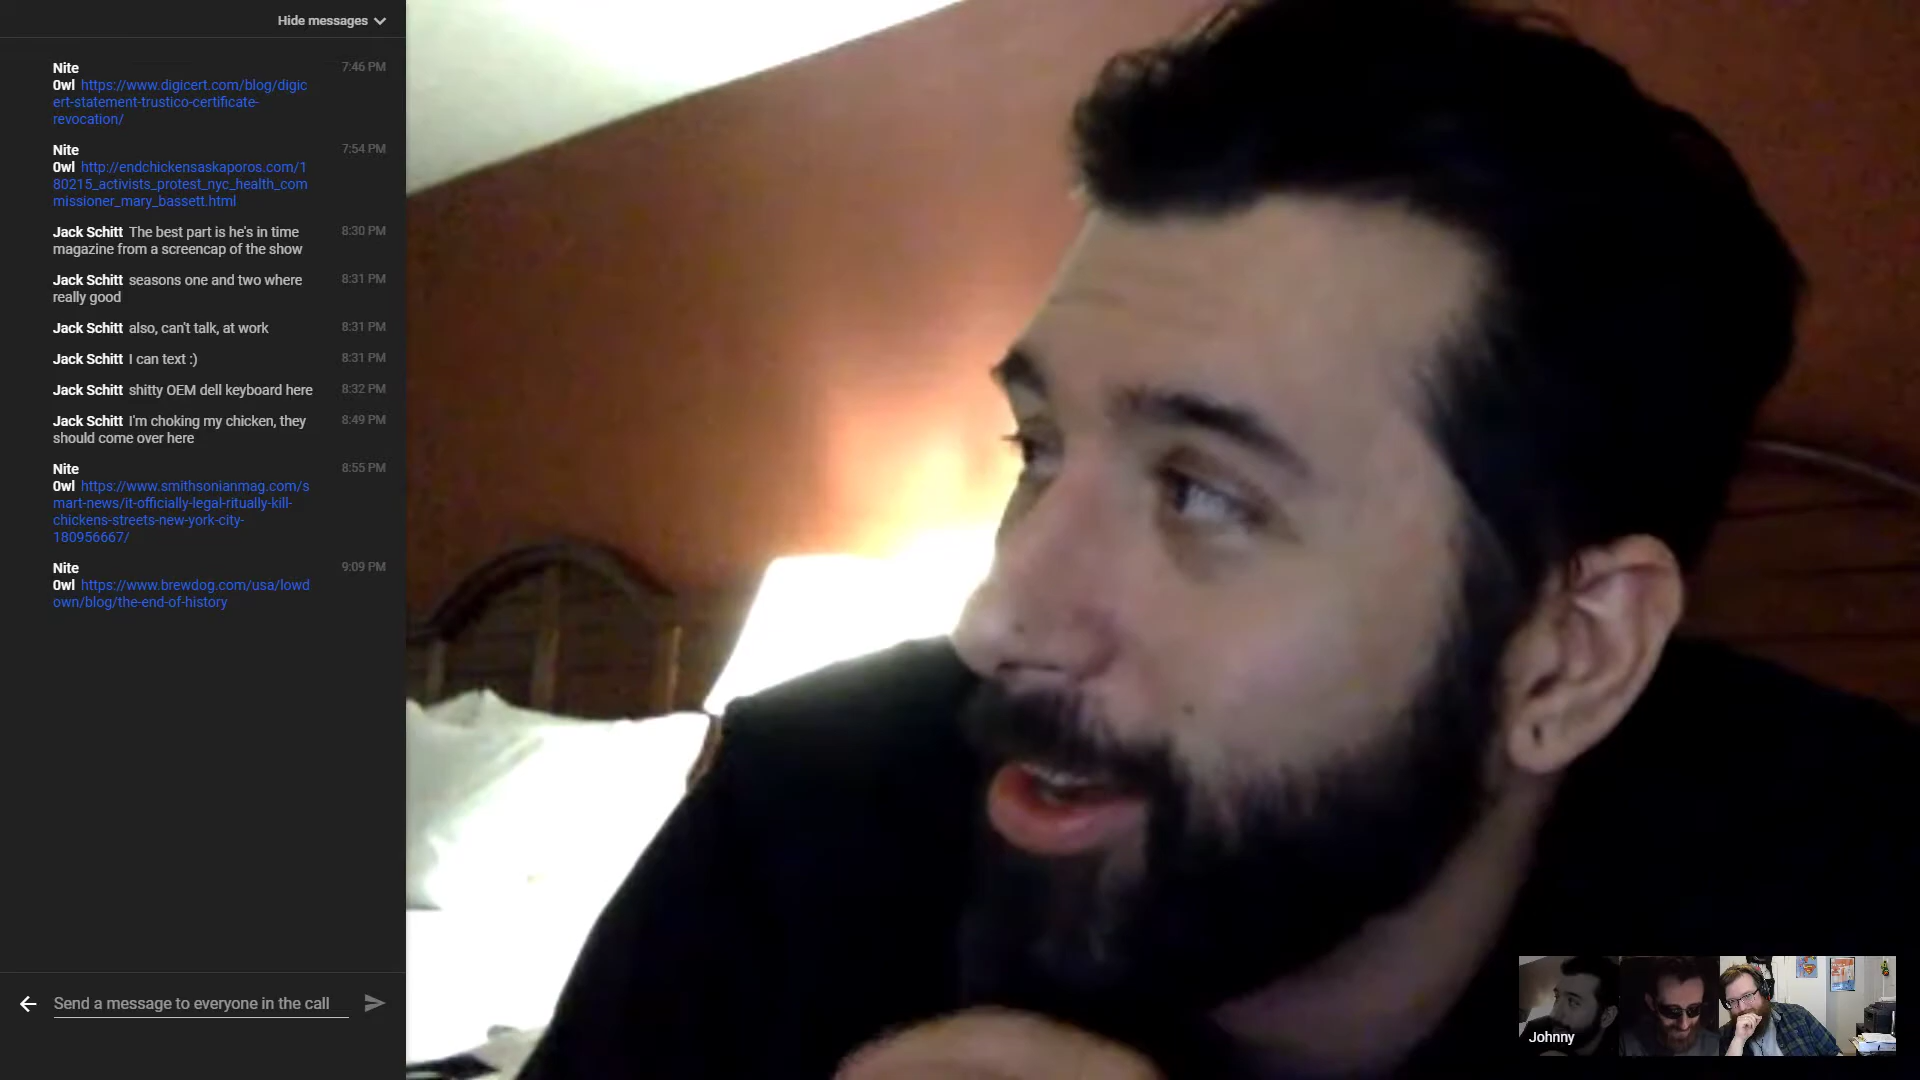 Hide messages
Nite 7:46 PM
0wl https://www.digicert.com/blog/digic
ert-statement-trustico-certificate-
revocation/
Nite 7:54 PM
0wl http://endchickensaskaporos.com/1
80215_activists_protest_nyc_health_com
missioner_mary_bassett.html
Jack Schitt The best part is he's in time 8:30 PM
magazine from a screencap of the show
Jack Schitt seasons one and two where 8:31 PM
really good
Jack Schitt also, can't talk, at work 8:31 PM
Jack Schitt I can text :) 8:31 PM
Jack Schitt shitty OEM dell keyboard here 8:32 PM
Jack Schitt I'm choking my chicken, they 8:49 PM
should come over here
Nite 8:55 PM
0wl https://www.smithsonianmag.com/s
mart-news/it-officially-legal-ritually-kill-
chickens-streets-new-york-city-
180956667/
Nite 9:09 PM
0wl https://www.brewdog.com/usa/lowd
own/blog/the-end-of-history
Send a message to everyone in the call
Johnny